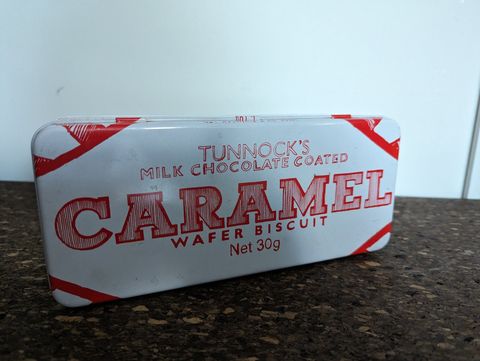 TUNNOCK'S
MILK CHOCOLATE COATED
CARAMEL
WAFER BISCUIT
Net 30g